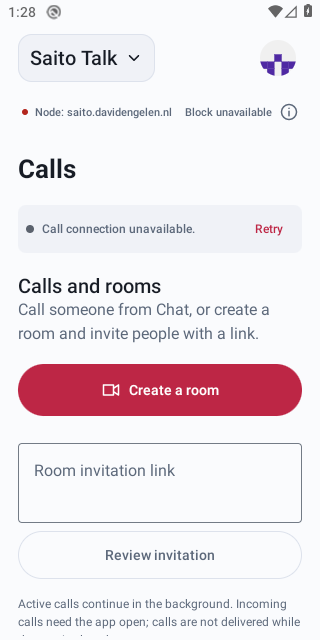 1:28
Saito Talk
Node: saito.davidengelen.nl Block unavailable
Calls
Call connection unavailable. Retry
Calls and rooms
Call someone from Chat, or create a
room and invite people with a link.
Create a room
Room invitation link
Review invitation
Active calls continue in the background. Incoming
calls need the app open; calls are not delivered while